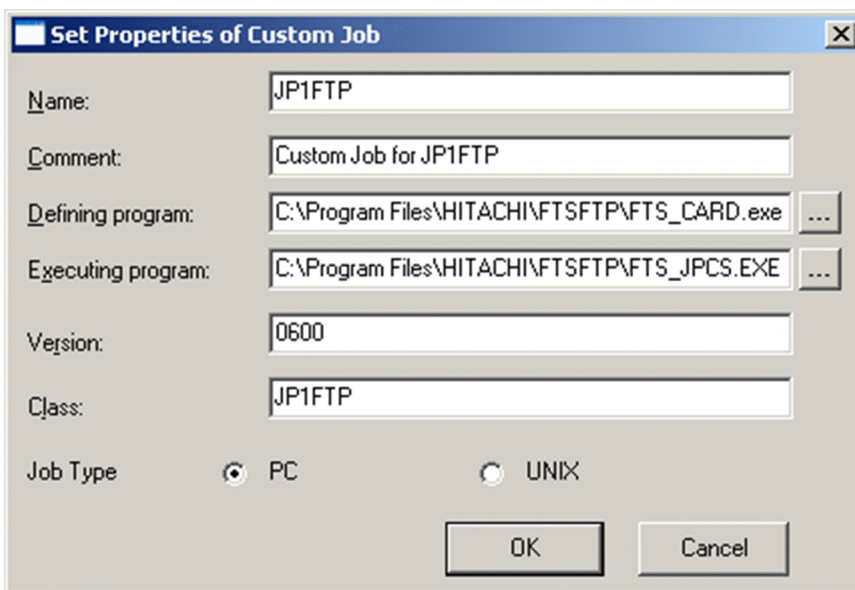 Set Properties of Custom Job
Name: JP1FTP
Comment: Custom Job for JP1FTP
Defining program: C:\Program Files\HITACHI\FTSFTP\FTS_CARD.exe ...
Executing program: C:\Program Files\HITACHI\FTSFTP\FTS_JPCS.EXE ...
Version: 0600
Class: JP1FTP
Job Type PC UNIX
OK Cancel